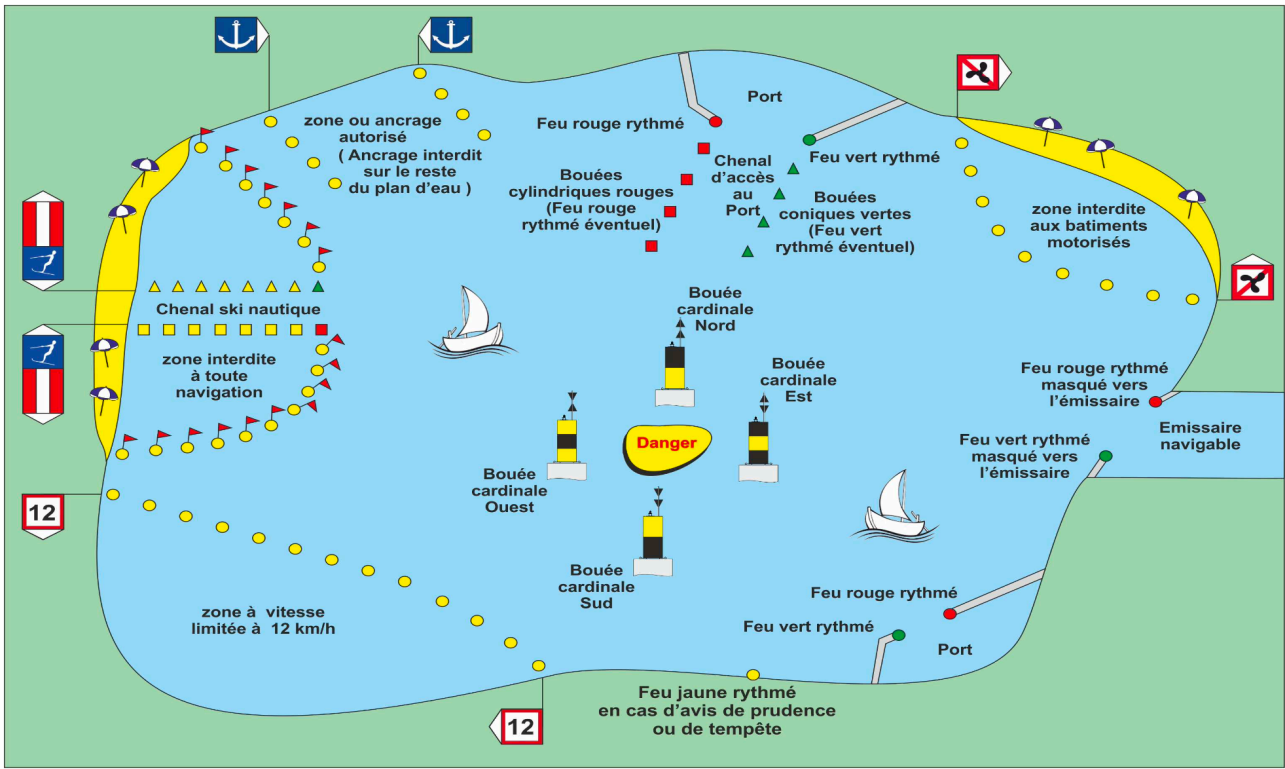 Port
Feu rouge rythmé
zone ou ancrage
autorisé
( Ancrage interdit
sur le reste
du plan d'eau )
Feu vert rythmé
Chenal
d'accès
au
Port
Bouées
cylindriques rouges
(Feu rouge
rythmé éventuel)
Bouées
coniques vertes
(Feu vert
rythmé éventuel)
zone interdite
aux batiments
motorisés
Chenal ski nautique
Bouée
cardinale
Nord
zone interdite
à toute
navigation
Bouée
cardinale
Est
Feu rouge rythmé
masqué vers
l'émissaire
Danger
Emissaire
navigable
Feu vert rythmé
masqué vers
l'émissaire
Bouée
cardinale
Ouest
12
Bouée
cardinale
Sud
zone à vitesse
limitée à 12 km/h
Feu rouge rythmé
Feu vert rythmé
Port
12
Feu jaune rythmé
en cas d'avis de prudence
ou de tempête